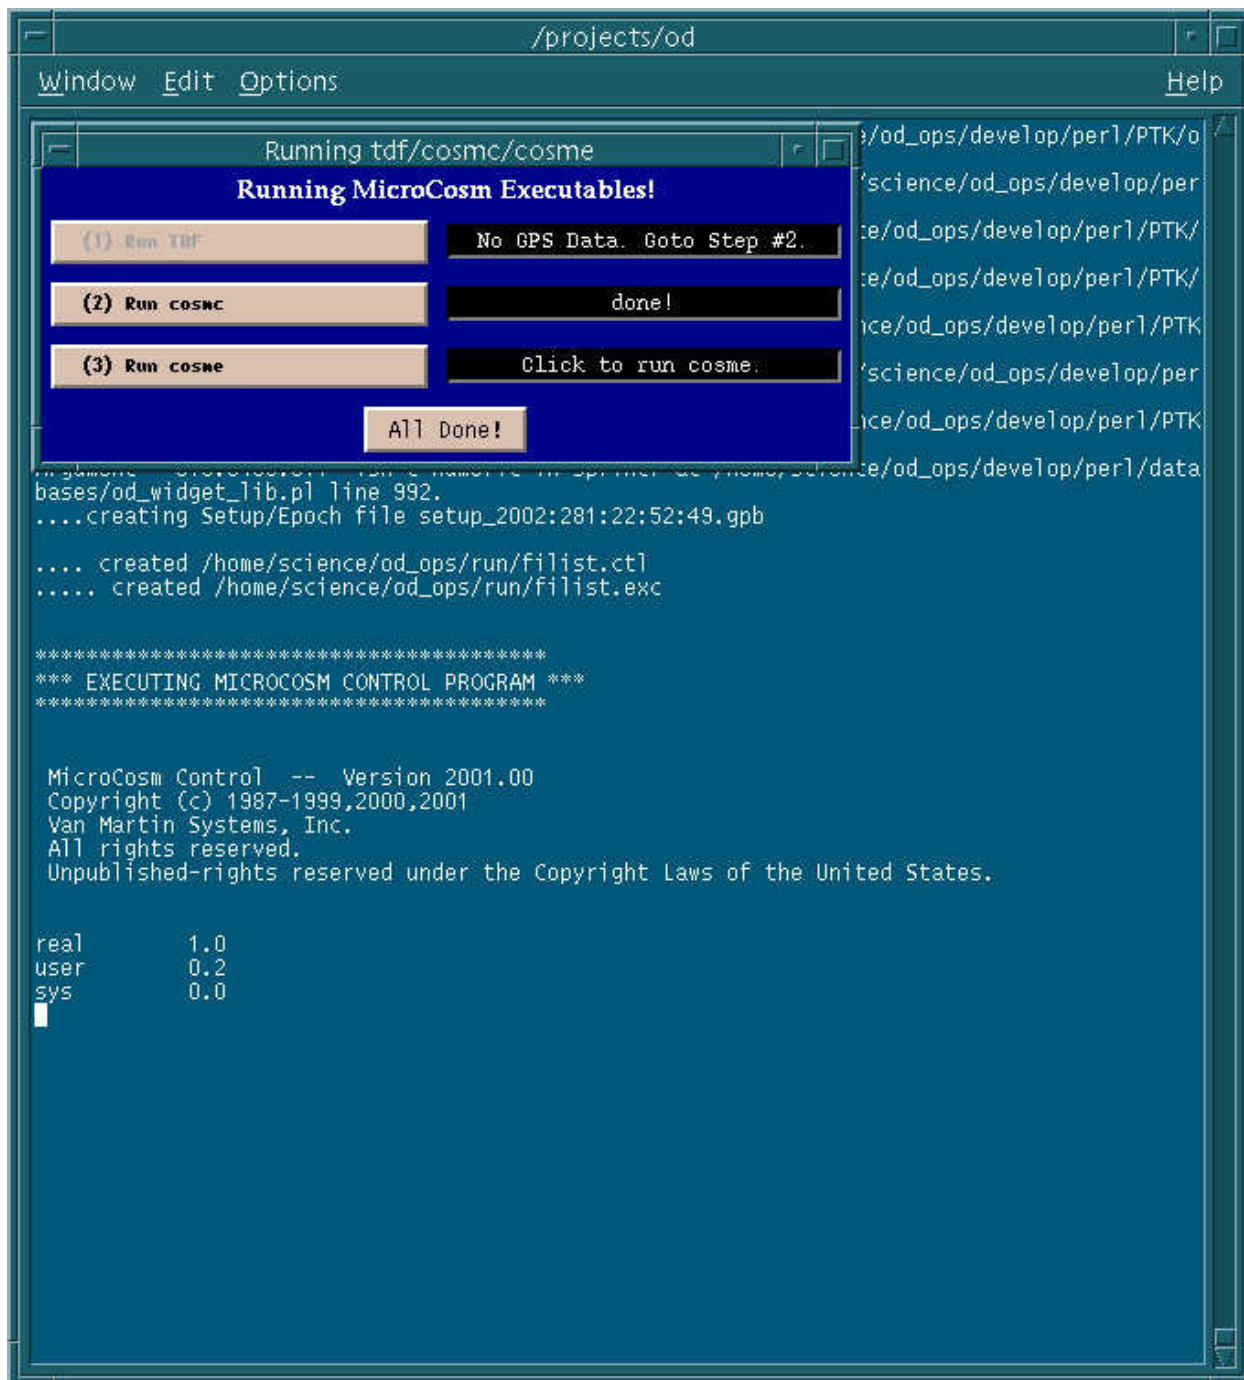 /projects/od
Window Edit Options Help
/od_ops/develop/perl/PTK/o
Running tdf/cosmc/cosme
Running MicroCosm Executables!
/science/od_ops/develop/per
(1) Run TDF
No GPS Data. Goto Step #2.
/od_ops/develop/perl/PTK/
/od_ops/develop/perl/PTK/
(2) Run cosmc
done!
/od_ops/develop/perl/PTK
(3) Run cosme
Click to run cosme.
/science/od_ops/develop/per
All Done!
/od_ops/develop/perl/PTK
/od_ops/develop/perl/data
bases/od_widget_lib.pl line 992.
....creating Setup/Epoch file setup_2002:281:22:52:49.gpb
.... created /home/science/od_ops/run/filist.ctl
..... created /home/science/od_ops/run/filist.exc
****************************************
*** EXECUTING MICROCOSM CONTROL PROGRAM ***
****************************************
MicroCosm Control -- Version 2001.00
Copyright (c) 1987-1999,2000,2001
Van Martin Systems, Inc.
All rights reserved.
Unpublished-rights reserved under the Copyright Laws of the United States.
real 1.0
user 0.2
sys 0.0